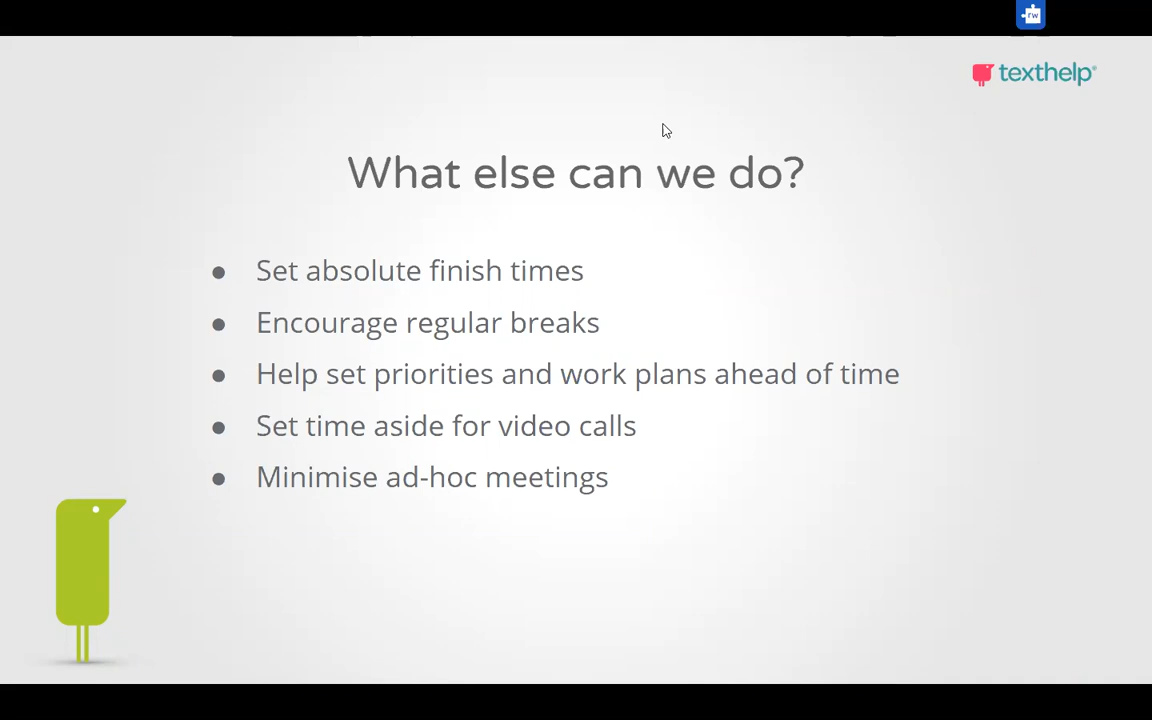 rw
texthelp®
What else can we do?
● Set absolute finish times
● Encourage regular breaks
● Help set priorities and work plans ahead of time
● Set time aside for video calls
● Minimise ad-hoc meetings